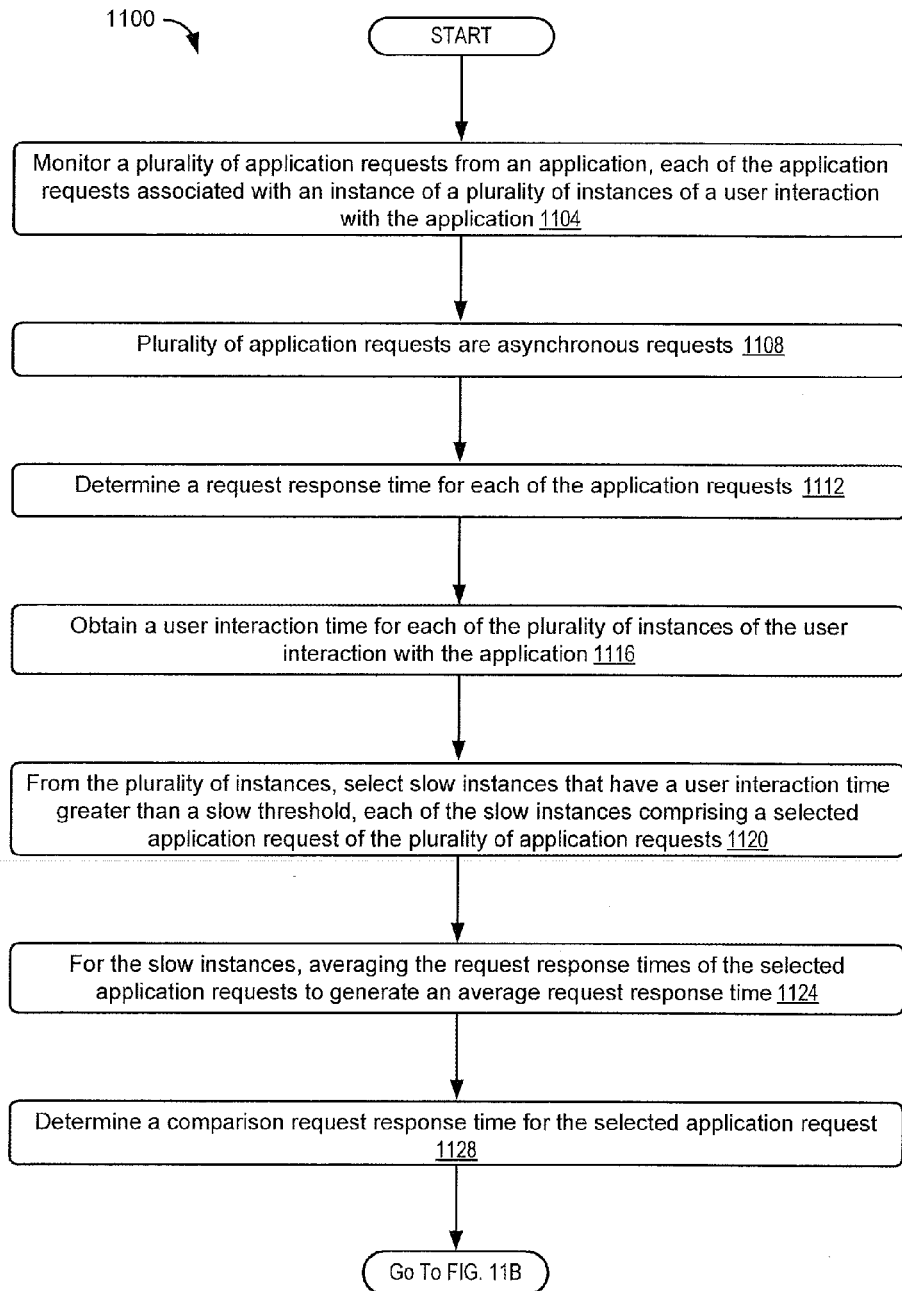 1100
START
Monitor a plurality of application requests from an application, each of the application
requests associated with an instance of a plurality of instances of a user interaction
with the application 1104
Plurality of application requests are asynchronous requests 1108
Determine a request response time for each of the application requests 1112
Obtain a user interaction time for each of the plurality of instances of the user
interaction with the application 1116
From the plurality of instances, select slow instances that have a user interaction time
greater than a slow threshold, each of the slow instances comprising a selected
application request of the plurality of application requests 1120
For the slow instances, averaging the request response times of the selected
application requests to generate an average request response time 1124
Determine a comparison request response time for the selected application request
1128
Go To FIG. 11B